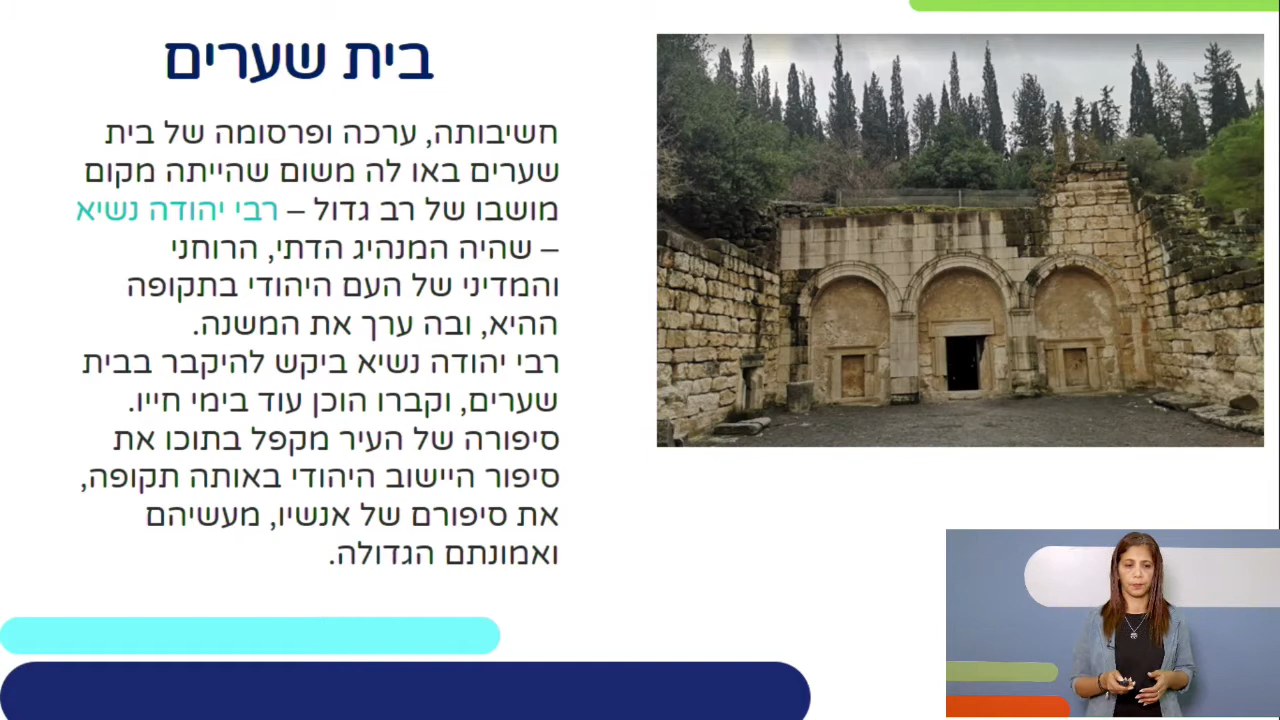 בית שערים
חשיבותה, ערכה ופרסומה של בית
שערים באו לה משום שהייתה מקום
מושבו של רב גדול – רבי יהודה נשיא
– שהיה המנהיג הדתי, הרוחני
והמדיני של העם היהודי בתקופה
ההיא, ובה ערך את המשנה.
רבי יהודה נשיא ביקש להיקבר בבית
שערים, וקברו הוכן עוד בימי חייו.
סיפורה של העיר מקפל בתוכו את
סיפור היישוב היהודי באותה תקופה,
את סיפורם של אנשיו, מעשיהם
ואמונתם הגדולה.